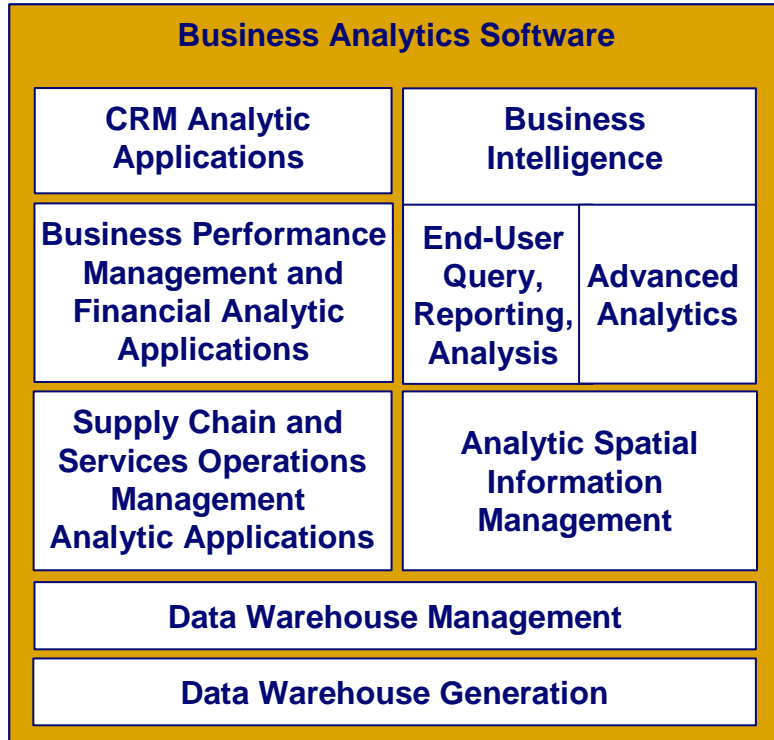 Business Analytics Software
CRM Analytic
Applications
Business
Intelligence
Business Performance
Management and
Financial Analytic
Applications
End-User
Query,
Reporting,
Analysis
Advanced
Analytics
Supply Chain and
Services Operations
Management
Analytic Applications
Analytic Spatial
Information
Management
Data Warehouse Management
Data Warehouse Generation